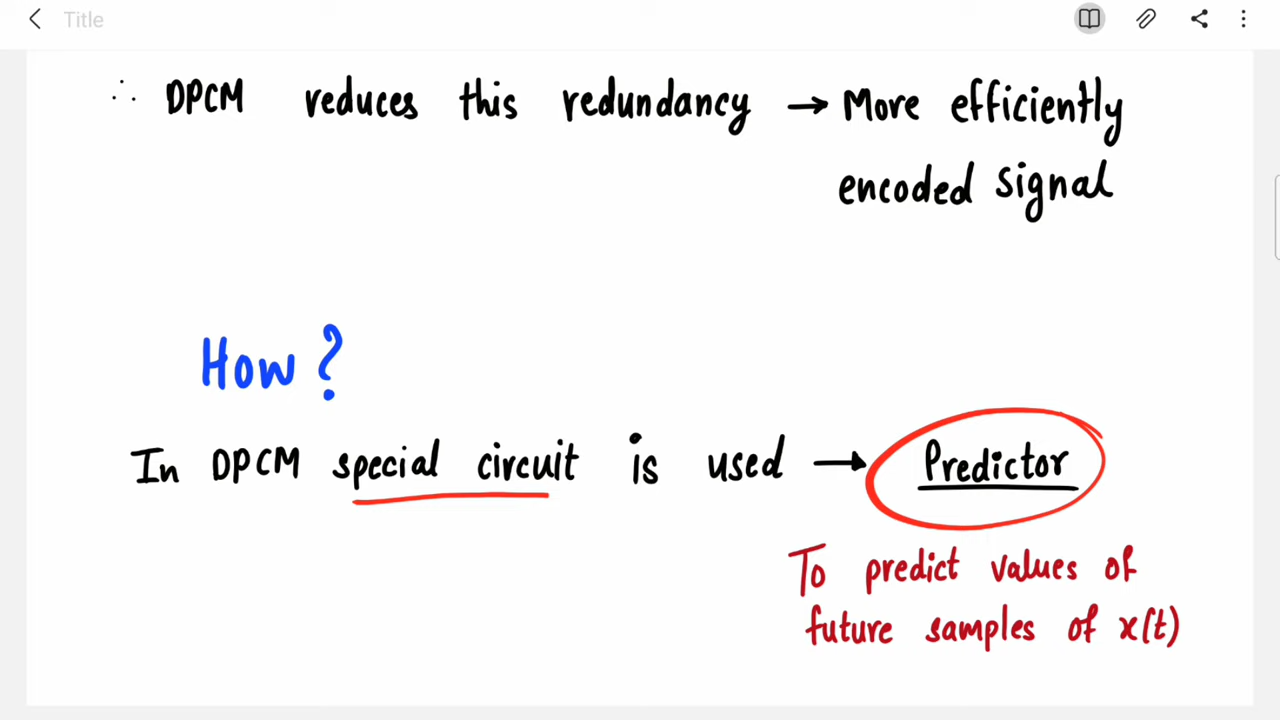 Title
∴ DPCM reduces this redundancy → More efficiently
encoded signal
How ?
In DPCM special circuit is used → Predictor
To predict values of
future samples of x(t)